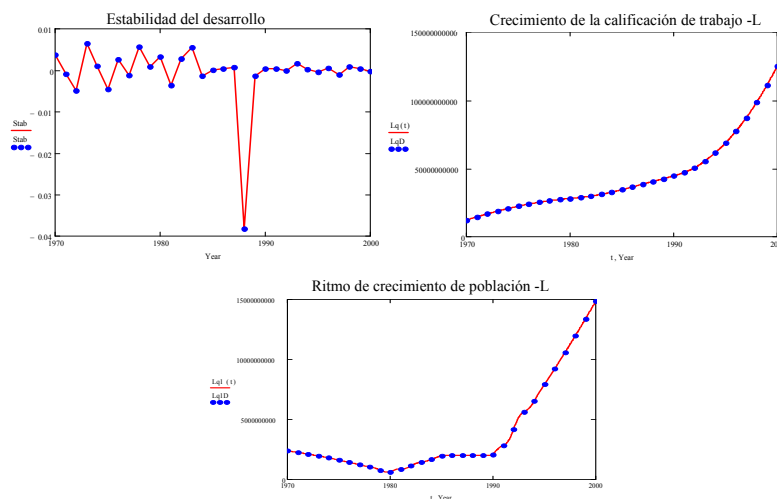 Estabilidad del desarrollo
0.01
0
− 0.01
− 0.02
− 0.03
− 0.04
Stab
Stab
1970
1980
1990
2000
Year
Crecimiento de la calificación de trabajo -L
150000000000
100000000000
50000000000
0
Lq (t)
LqD
1970
1980
1990
2000
t , Year
Ritmo de crecimiento de población -L
15000000000
10000000000
5000000000
0
Lq1 (t)
Lq1D
1970
1980
1990
2000
t , Year